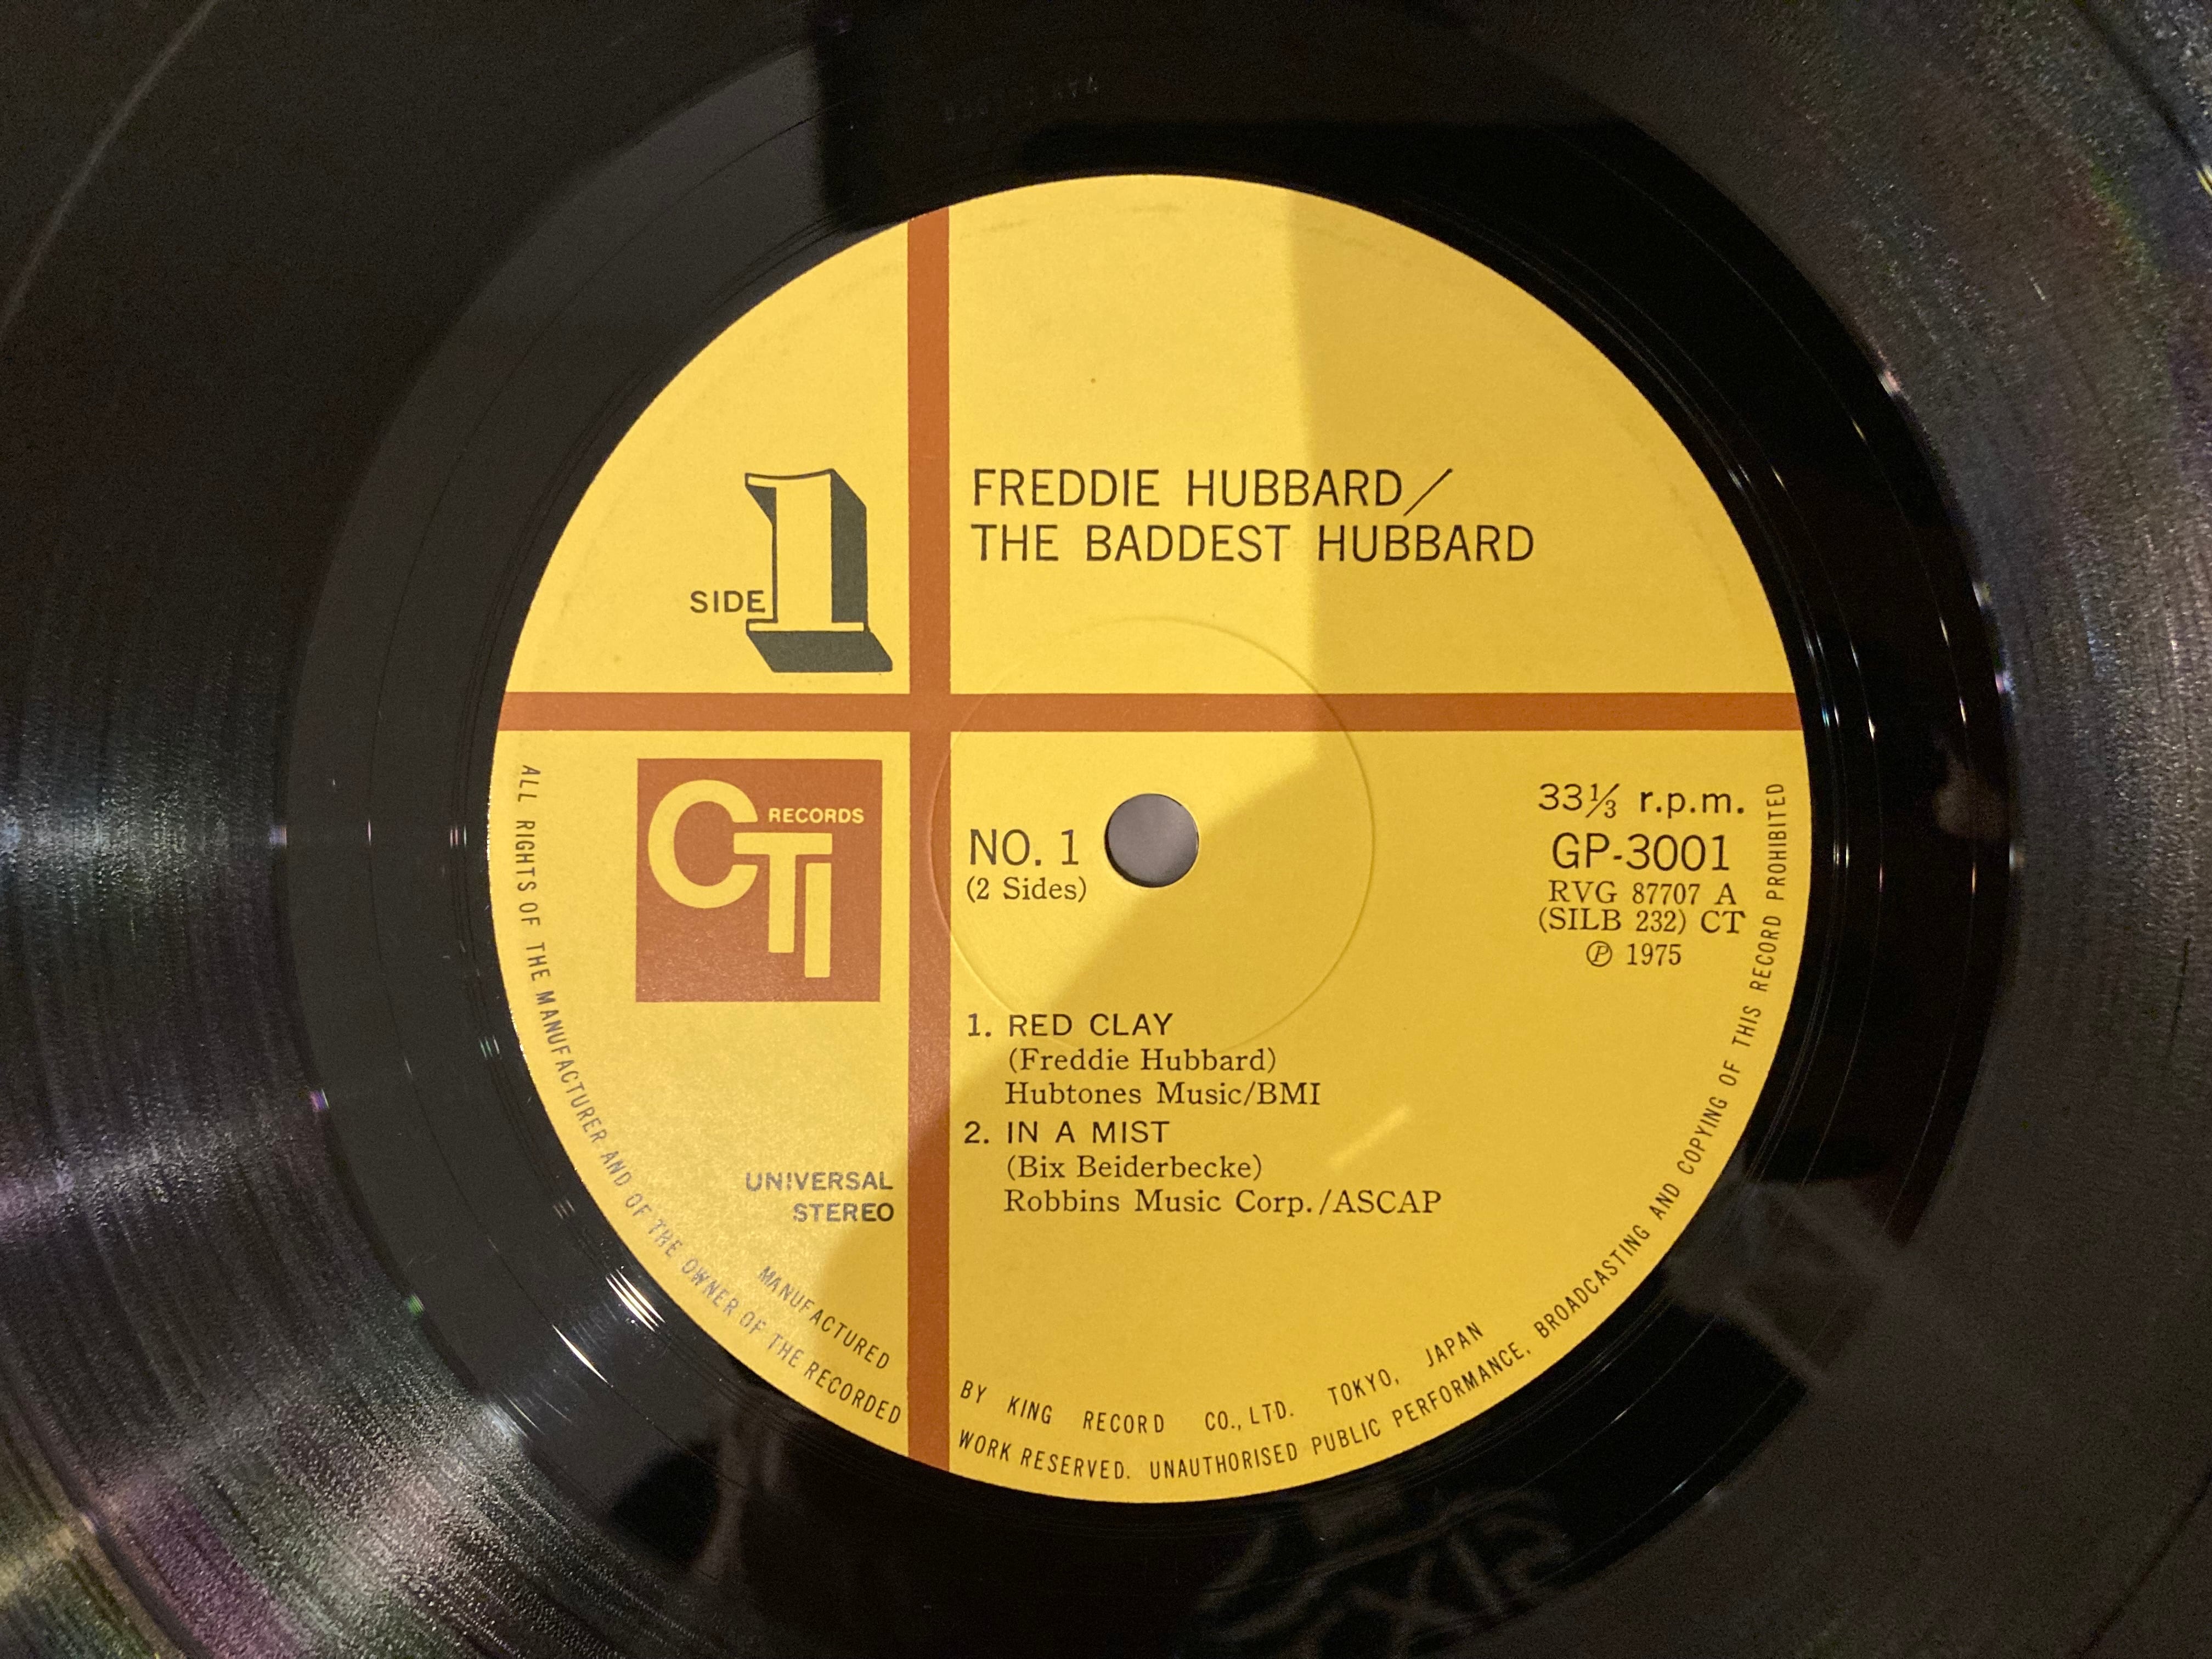 SIDE 1
FREDDIE HUBBARD/
THE BADDEST HUBBARD
CTI RECORDS
NO. 1
(2 Sides)
33⅓ r.p.m.
GP-3001
RVG 87707 A
(SILB 232) CT
℗ 1975
1. RED CLAY
(Freddie Hubbard)
Hubtones Music/BMI
2. IN A MIST
(Bix Beiderbecke)
Robbins Music Corp./ASCAP
UNIVERSAL
STEREO
MANUFACTURED BY KING RECORD CO., LTD. TOKYO, JAPAN
ALL RIGHTS OF THE MANUFACTURER AND OF THE OWNER OF THE RECORDED WORK RESERVED. UNAUTHORISED PUBLIC PERFORMANCE, BROADCASTING AND COPYING OF THIS RECORD PROHIBITED